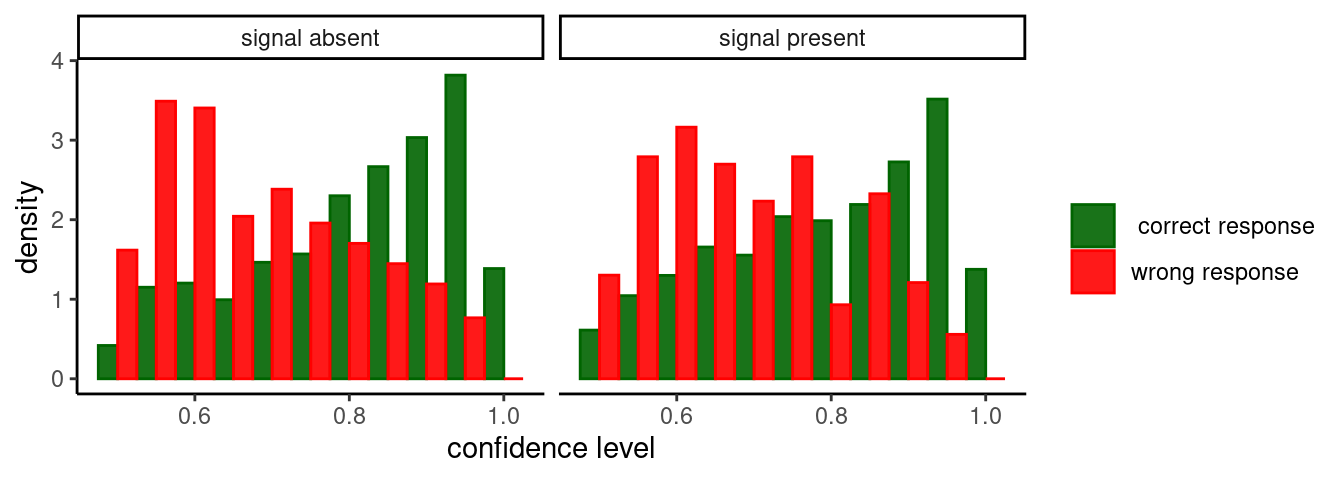 signal absent
signal present
4
3
2
1
0
density
0.6
0.8
1.0
0.6
0.8
1.0
confidence level
correct response
wrong response